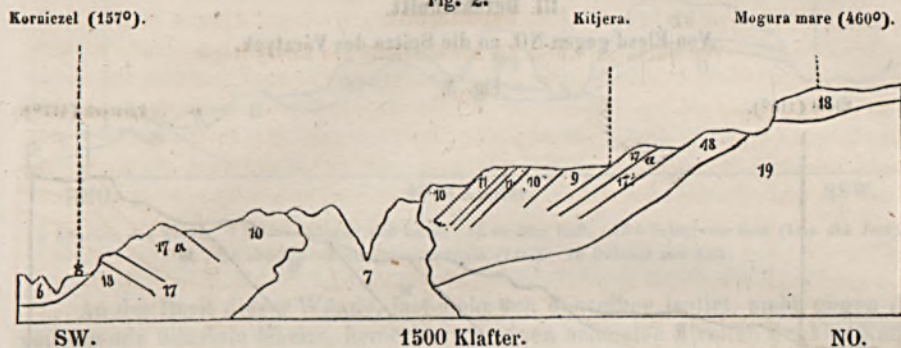 Fig. 2.
Korniezel (157°). Kitjera. Mogura mare (460°).
18
18
17 a
10 11 11 10 9 17 19
17 a 10
6 8 18 17 7
SW. 1500 Klafter. NO.